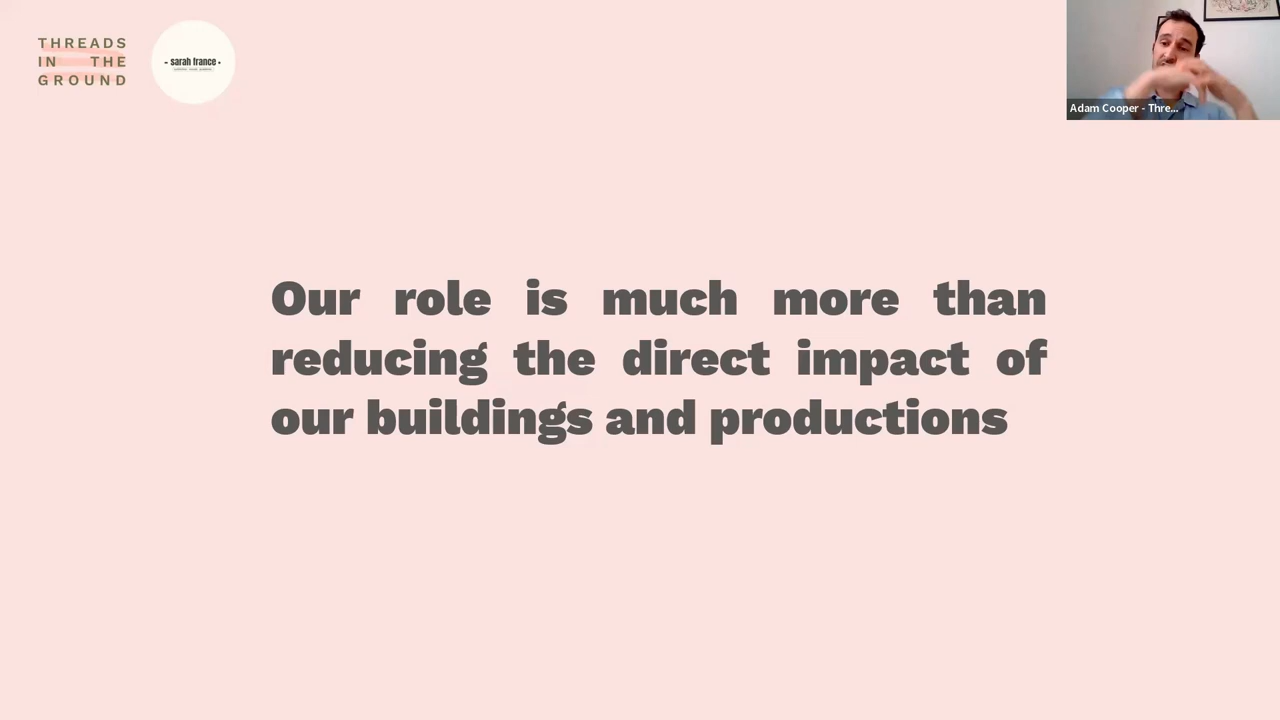 THREADS
IN THE
GROUND
sarah france
Our role is much more than
reducing the direct impact of
our buildings and productions
Adam Cooper - Thre...